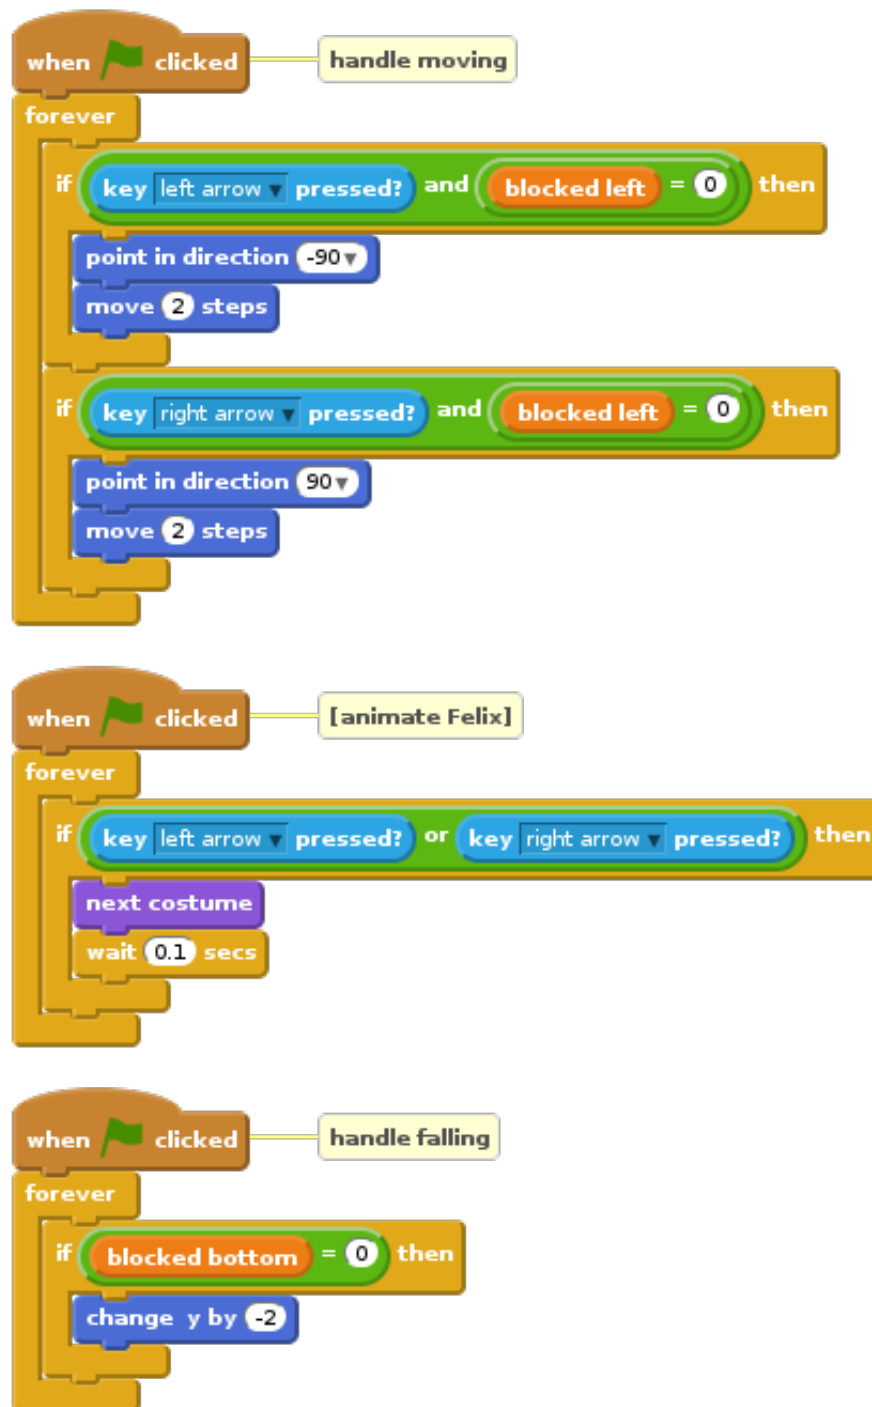 when clicked handle moving
forever
if key left arrow pressed? and blocked left = 0 then
point in direction -90
move 2 steps
if key right arrow pressed? and blocked left = 0 then
point in direction 90
move 2 steps
when clicked [animate Felix]
forever
if key left arrow pressed? or key right arrow pressed? then
next costume
wait 0.1 secs
when clicked handle falling
forever
if blocked bottom = 0 then
change y by -2